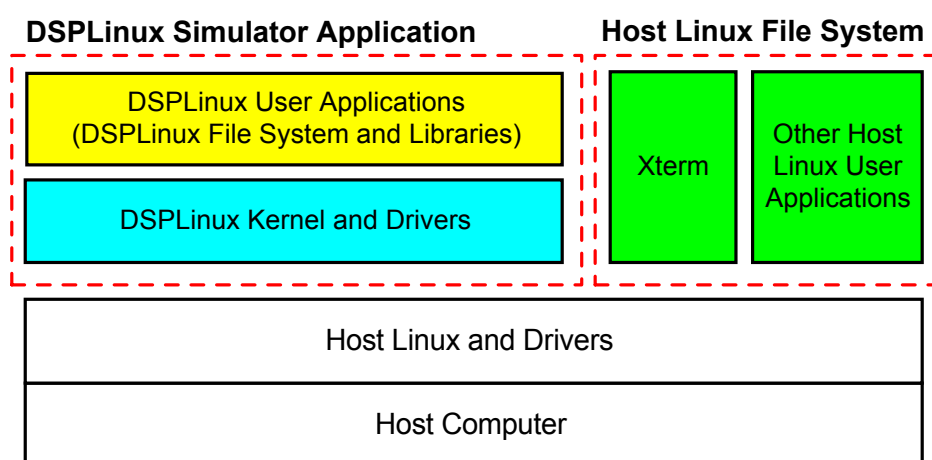 DSPLinux Simulator Application
Host Linux File System
DSPLinux User Applications
(DSPLinux File System and Libraries)
DSPLinux Kernel and Drivers
Xterm
Other Host
Linux User
Applications
Host Linux and Drivers
Host Computer